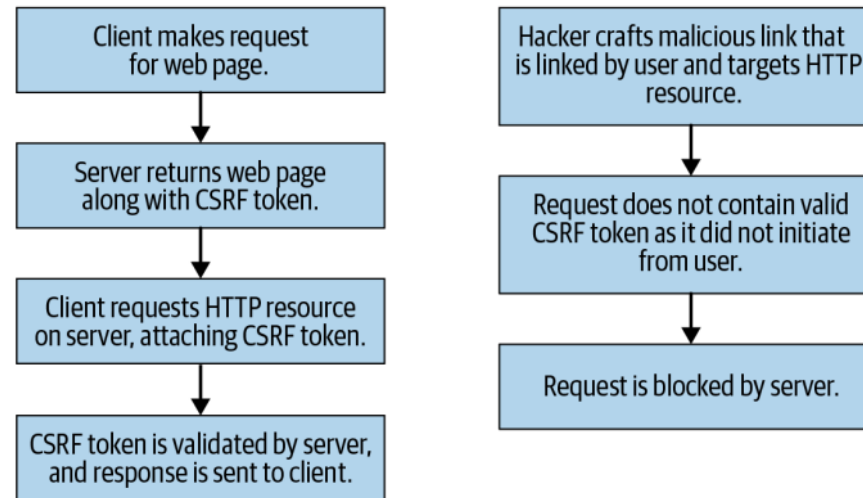 Client makes request
for web page.
Server returns web page
along with CSRF token.
Client requests HTTP resource
on server, attaching CSRF token.
CSRF token is validated by server,
and response is sent to client.
Hacker crafts malicious link that
is linked by user and targets HTTP
resource.
Request does not contain valid
CSRF token as it did not initiate
from user.
Request is blocked by server.